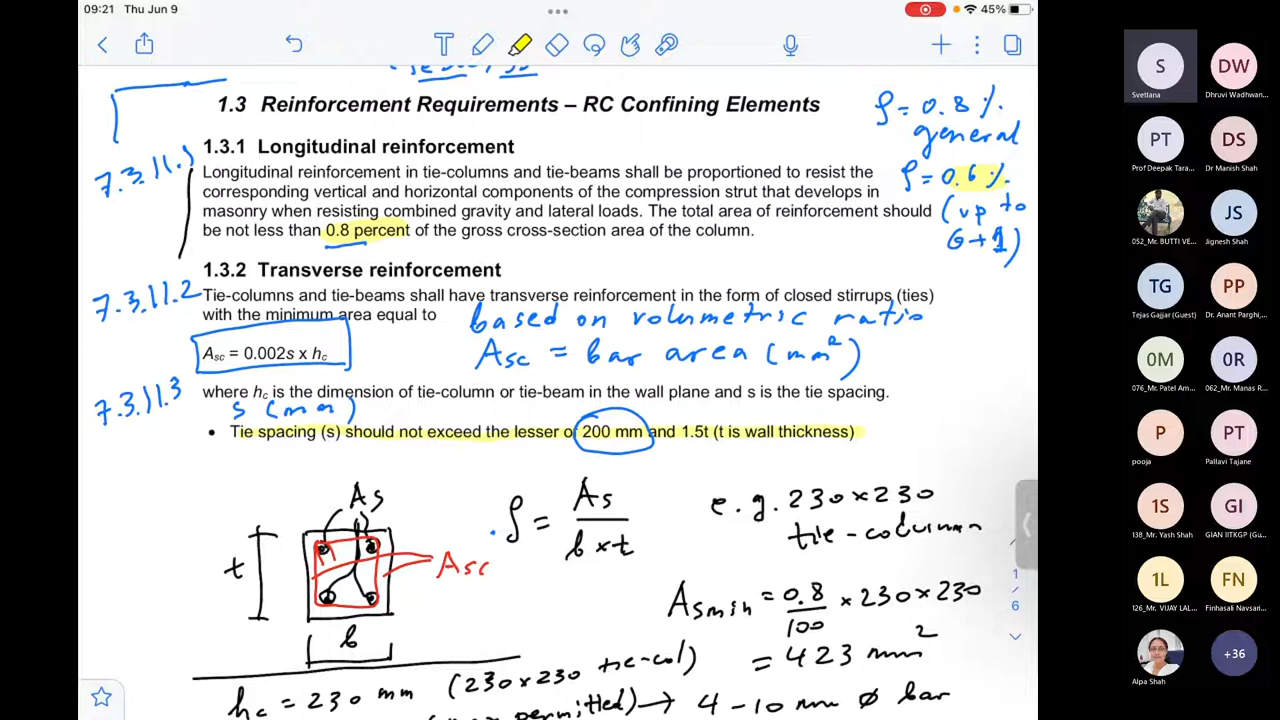 09:21 Thu Jun 9
45%
1.3 Reinforcement Requirements – RC Confining Elements
ρ = 0.8 %
general
1.3.1 Longitudinal reinforcement
7.3.11.1
Longitudinal reinforcement in tie-columns and tie-beams shall be proportioned to resist the
corresponding vertical and horizontal components of the compression strut that develops in
masonry when resisting combined gravity and lateral loads. The total area of reinforcement should
be not less than 0.8 percent of the gross cross-section area of the column.
ρ = 0.6 %
(up to
G+1)
1.3.2 Transverse reinforcement
7.3.11.2
Tie-columns and tie-beams shall have transverse reinforcement in the form of closed stirrups (ties)
with the minimum area equal to
based on volumetric ratio
Asc = 0.002s x hc
Asc = bar area (mm²)
7.3.11.3
where hc is the dimension of tie-column or tie-beam in the wall plane and s is the tie spacing.
s (mm)
• Tie spacing (s) should not exceed the lesser of 200 mm and 1.5t (t is wall thickness)
As
t
Asc
b
ρ = As
b x t
e.g. 230x230
tie-column
Asmin = 0.8 x 230 x 230
100
= 423 mm²
hc = 230 mm (230x230 tie-col)
permitted) → 4 - 10 mm ø bar
1
/
6
S
Svetlana
DW
Dhruvi Wadhwan...
PT
Prof Deepak Tara...
DS
Dr Manish Shah
052_Mr. BUTTI VE...
JS
Jignesh Shah
TG
Tejas Gajjar (Guest)
PP
Dr. Anant Parghi,...
0M
076_Mr. Patel Am...
0R
062_Mr. Manas R...
P
pooja
PT
Pallavi Tajane
1S
138_Mr. Yash Shah
GI
GIAN IITKGP (Gu...
1L
126_Mr. VIJAY LAL...
FN
Finhasali Navsari...
Alpa Shah
+36